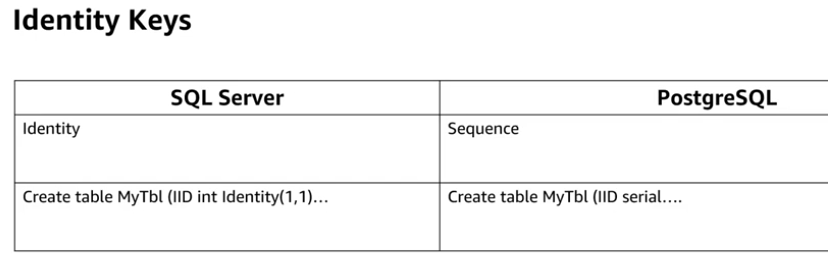 Identity Keys
SQL Server
PostgreSQL
Identity
Sequence
Create table MyTbl (IID int Identity(1,1)...
Create table MyTbl (IID serial....